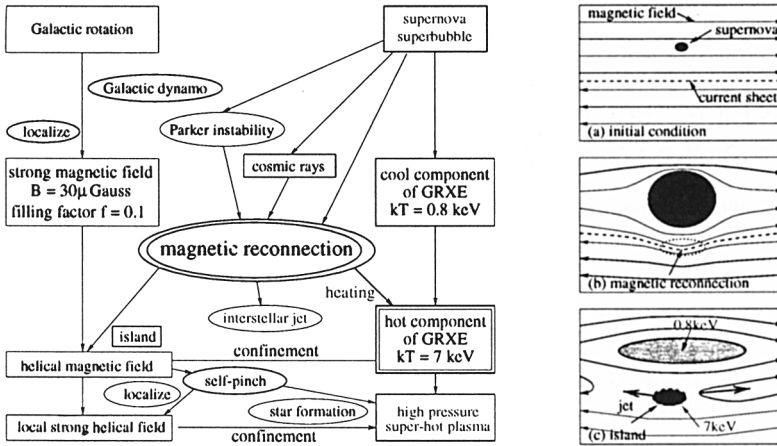 Galactic rotation
supernova
superbubble
Galactic dynamo
localize
Parker instability
cosmic rays
strong magnetic field
B = 30μ Gauss
filling factor f = 0.1
cool component
of GRXE
kT = 0.8 keV
magnetic reconnection
heating
interstellar jet
island
hot component
of GRXE
kT = 7 keV
confinement
helical magnetic field
self-pinch
localize
star formation
high pressure
super-hot plasma
local strong helical field
confinement
magnetic field
supernova
current sheet
(a) initial condition
(b) magnetic reconnection
0.8keV
jet
7keV
(c) island